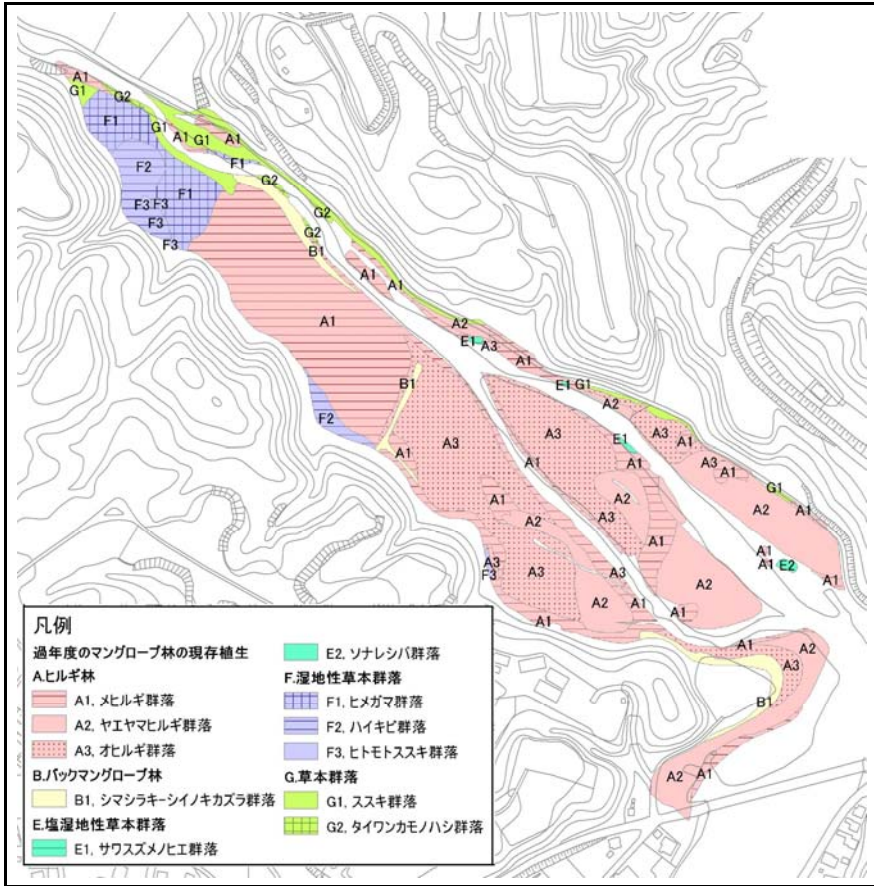 A1
G1 G2
F1
G1 A1 G1 A1
F2 F1
G2
F1
F3 F3
F3
F3
G2
G2
B1
A1
A1
A1
A2
E1 A3
A1
B1
E1 G1
A2
F2
A3
A3
E1
A3
A1
A1
A1
A1
A3
A1
G1
A1
A2
A2
A1
A2
A3
A1
A3
F3
A3
A3
A1
A1 E2
A2
A1
A2
A1
A1
A1
A1
A2
A3
B1
A2 A1
凡例
過年度のマングローブ林の現存植生
A.ヒルギ林
A1, メヒルギ群落
A2, ヤエヤマヒルギ群落
A3, オヒルギ群落
B.バックマングローブ林
B1, シマシラキーシイノキカズラ群落
E.塩湿地性草本群落
E1, サワスズメノヒエ群落
E2, ソナレシバ群落
F.湿地性草本群落
F1, ヒメガマ群落
F2, ハイキビ群落
F3, ヒトモトススキ群落
G.草本群落
G1, ススキ群落
G2, タイワンカモノハシ群落